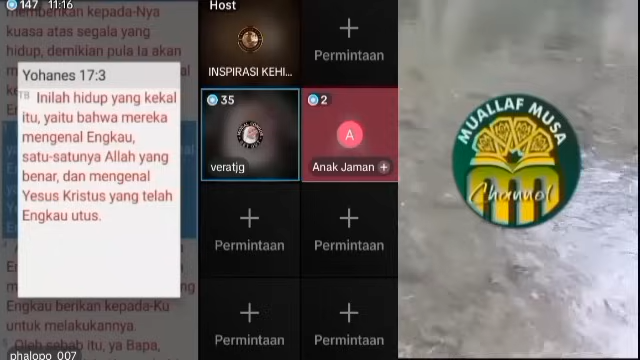 147 11:16
memberikan kepada-Nya
kuasa atas segala yang
hidup, demikian pula Ia akan
Yohanes 17:3
TB Inilah hidup yang kekal
itu, yaitu bahwa mereka
mengenal Engkau,
satu-satunya Allah yang
benar, dan mengenal
Yesus Kristus yang telah
Engkau utus.
Engkau berikan kepada-Ku
untuk melakukannya.
Oleh sebab itu, ya Bapa,
phalopo_007
Host
INSPIRASI KEHI...
Permintaan
35
veratjg
2
A
Anak Jaman
Permintaan
Permintaan
Permintaan
Permintaan
MUALLAF MUSA
Channol